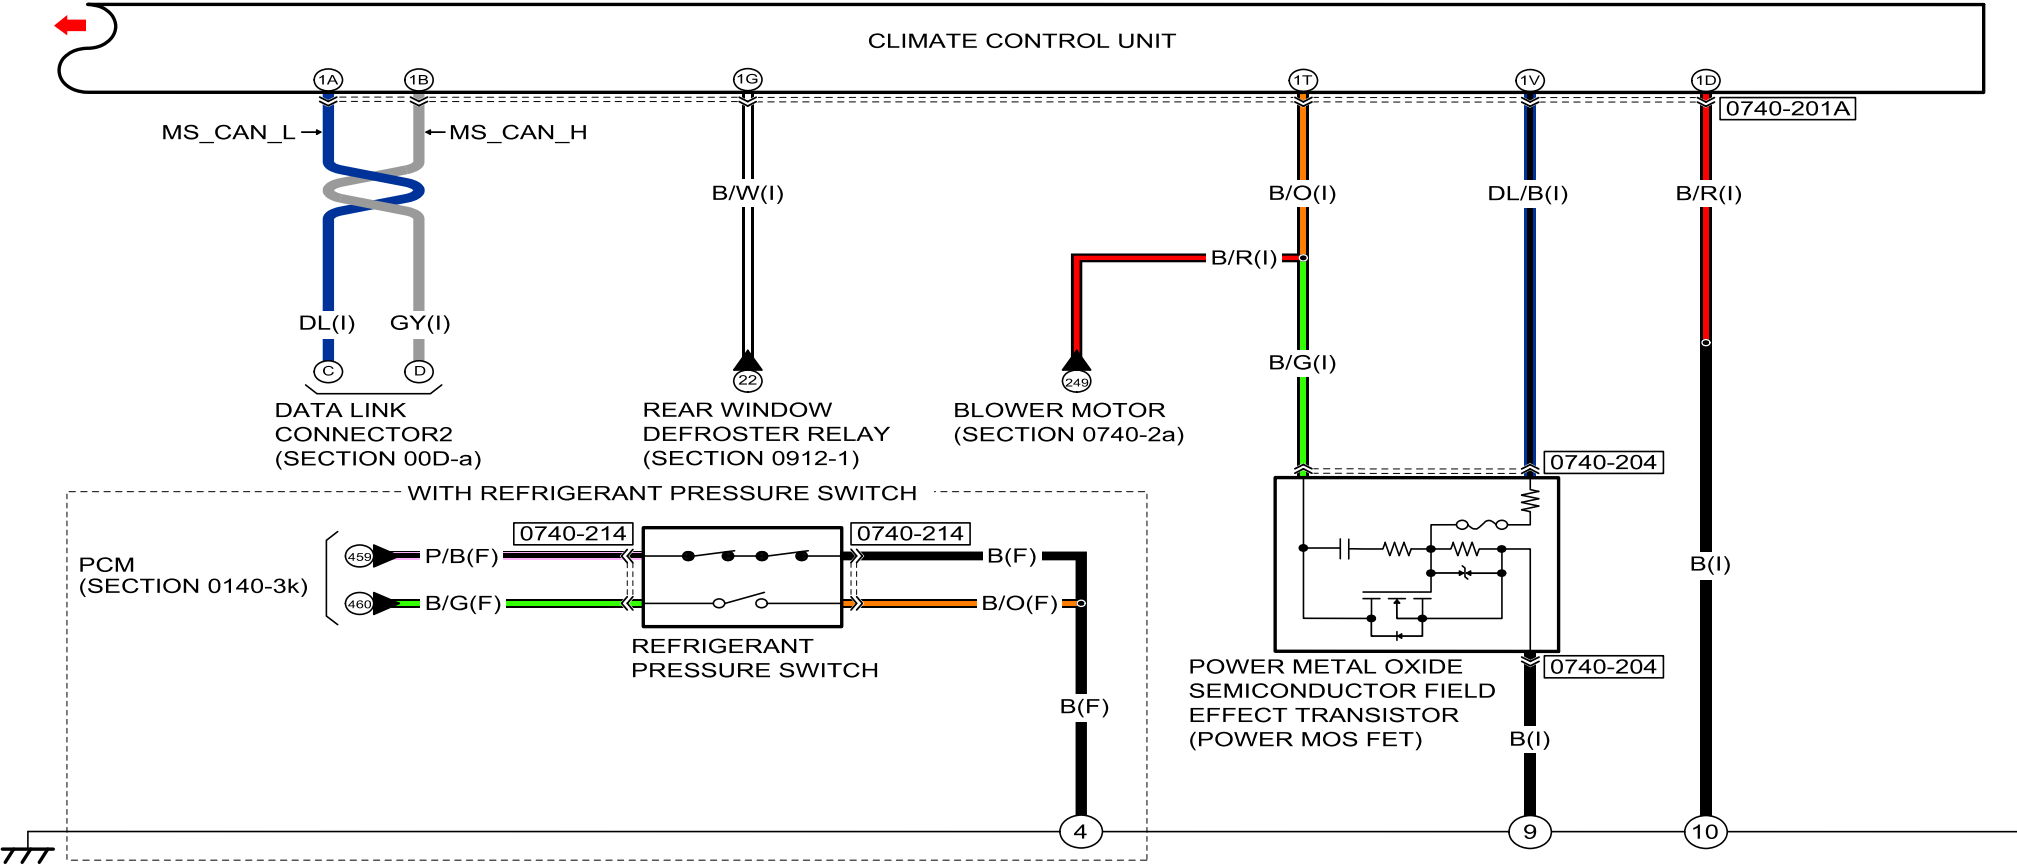 CLIMATE CONTROL UNIT
1A 1B 1G 1T 1V 1D
0740-201A
MS_CAN_L MS_CAN_H
B/W(I) B/O(I) DL/B(I) B/R(I)
B/R(I)
DL(I) GY(I)
B/G(I)
C D 22 249
DATA LINK
CONNECTOR2
(SECTION 00D-a)
REAR WINDOW
DEFROSTER RELAY
(SECTION 0912-1)
BLOWER MOTOR
(SECTION 0740-2a)
0740-204
WITH REFRIGERANT PRESSURE SWITCH
0740-214 0740-214
PCM
(SECTION 0140-3k)
459 P/B(F) B(F)
460 B/G(F) B/O(F)
B(I)
REFRIGERANT
PRESSURE SWITCH
POWER METAL OXIDE
SEMICONDUCTOR FIELD
EFFECT TRANSISTOR
(POWER MOS FET)
0740-204
B(F)
B(I)
4 9 10